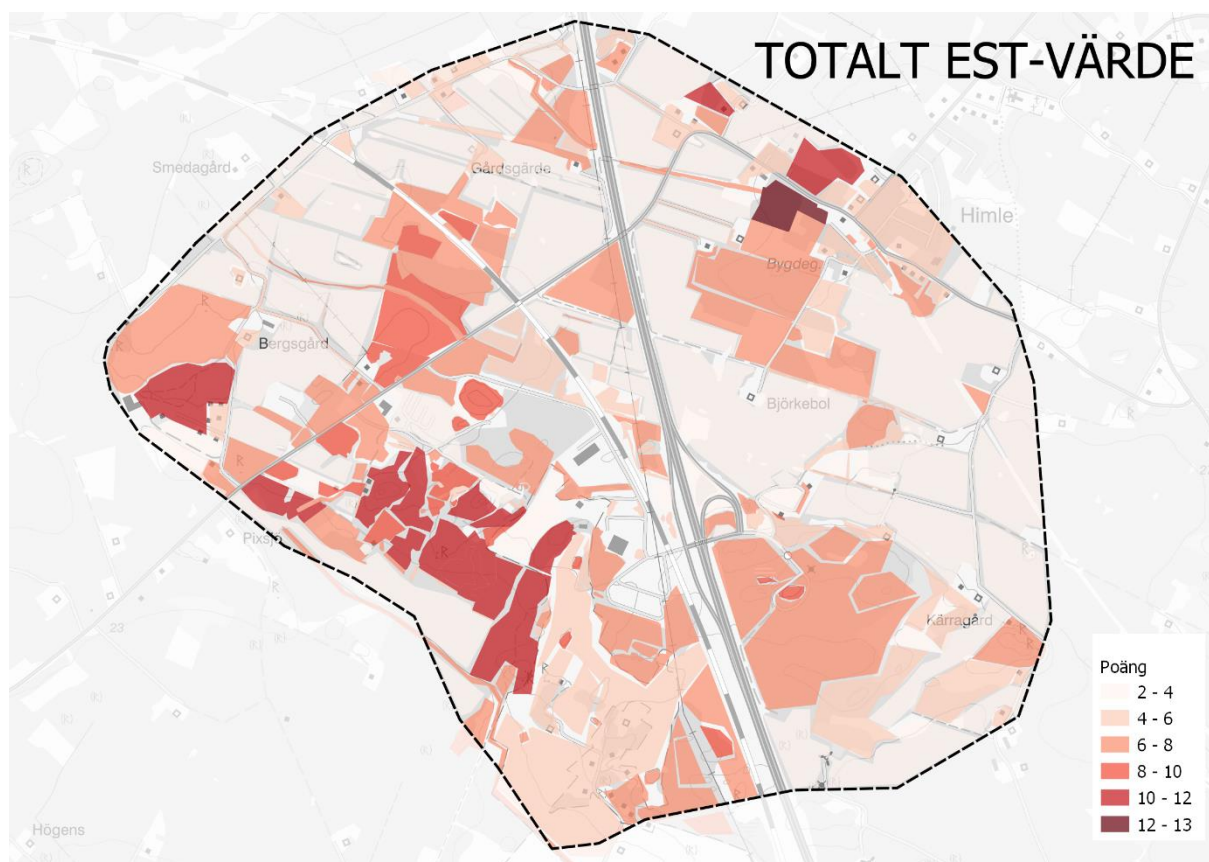 TOTALT EST-VÄRDE
Smedagård
Gårdsgärde
Himle
Bygdeg.
Bergsgård
R
Björkebol
R
R
Pixsjö
R
Kärragård
23
R
Högens
Poäng
2 - 4
4 - 6
6 - 8
8 - 10
10 - 12
12 - 13